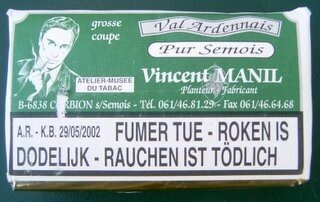 grosse
coupe
Val Ardennais
Pur Semois
ATELIER-MUSEE
DU TABAC
Vincent MANIL
Planteur Fabricant
B-6838 CORBION s/Semois - Tél. 061/46.81.29 - Fax 061/46.64.68
A.R. - K.B. 29/05/2002 FUMER TUE - ROKEN IS
DODELIJK - RAUCHEN IST TÖDLICH